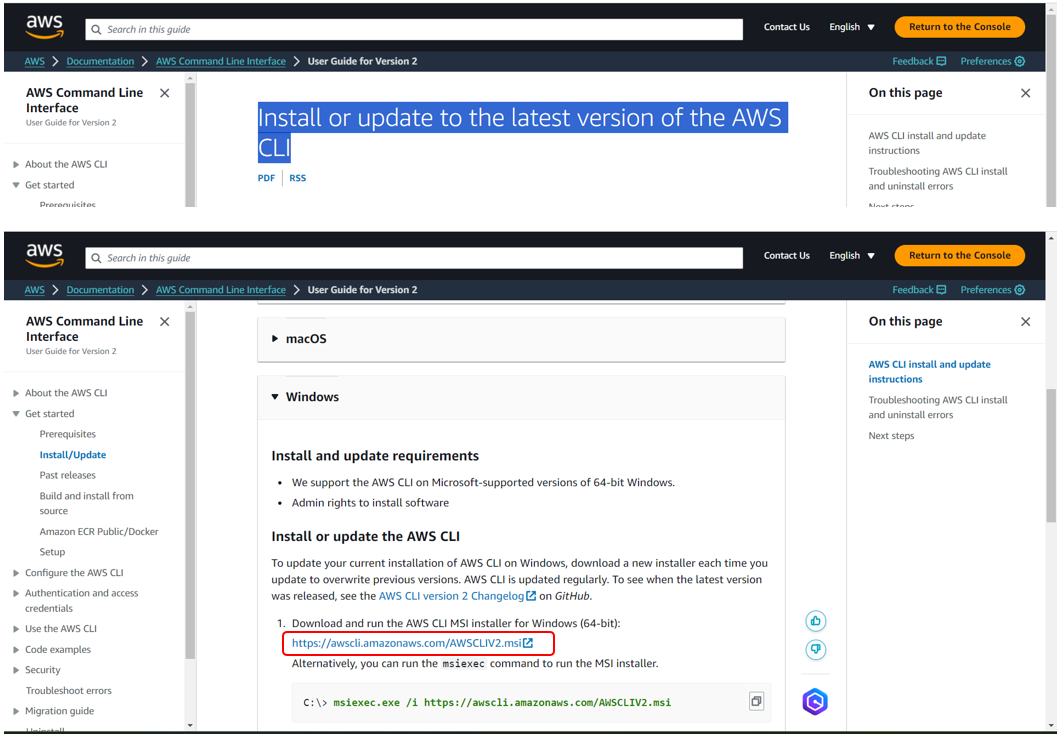 aws
Search in this guide
Contact Us
English
Return to the Console
AWS
Documentation
AWS Command Line Interface
User Guide for Version 2
Feedback
Preferences
AWS Command Line
Interface
User Guide for Version 2
About the AWS CLI
Get started
Prerequisites
Install or update to the latest version of the AWS
CLI
PDF
RSS
On this page
AWS CLI install and update
instructions
Troubleshooting AWS CLI install
and uninstall errors
Next steps
aws
Search in this guide
Contact Us
English
Return to the Console
AWS
Documentation
AWS Command Line Interface
User Guide for Version 2
Feedback
Preferences
AWS Command Line
Interface
User Guide for Version 2
About the AWS CLI
Get started
Prerequisites
Install/Update
Past releases
Build and install from
source
Amazon ECR Public/Docker
Setup
Configure the AWS CLI
Authentication and access
credentials
Use the AWS CLI
Code examples
Security
Troubleshoot errors
Migration guide
Uninstall
macOS
Windows
Install and update requirements
• We support the AWS CLI on Microsoft-supported versions of 64-bit Windows.
• Admin rights to install software
Install or update the AWS CLI
To update your current installation of AWS CLI on Windows, download a new installer each time you
update to overwrite previous versions. AWS CLI is updated regularly. To see when the latest version
was released, see the AWS CLI version 2 Changelog on GitHub.
1. Download and run the AWS CLI MSI installer for Windows (64-bit):
https://awscli.amazonaws.com/AWSCLIV2.msi
Alternatively, you can run the msiexec command to run the MSI installer.
C:\> msiexec.exe /i https://awscli.amazonaws.com/AWSCLIV2.msi
On this page
AWS CLI install and update
instructions
Troubleshooting AWS CLI install
and uninstall errors
Next steps